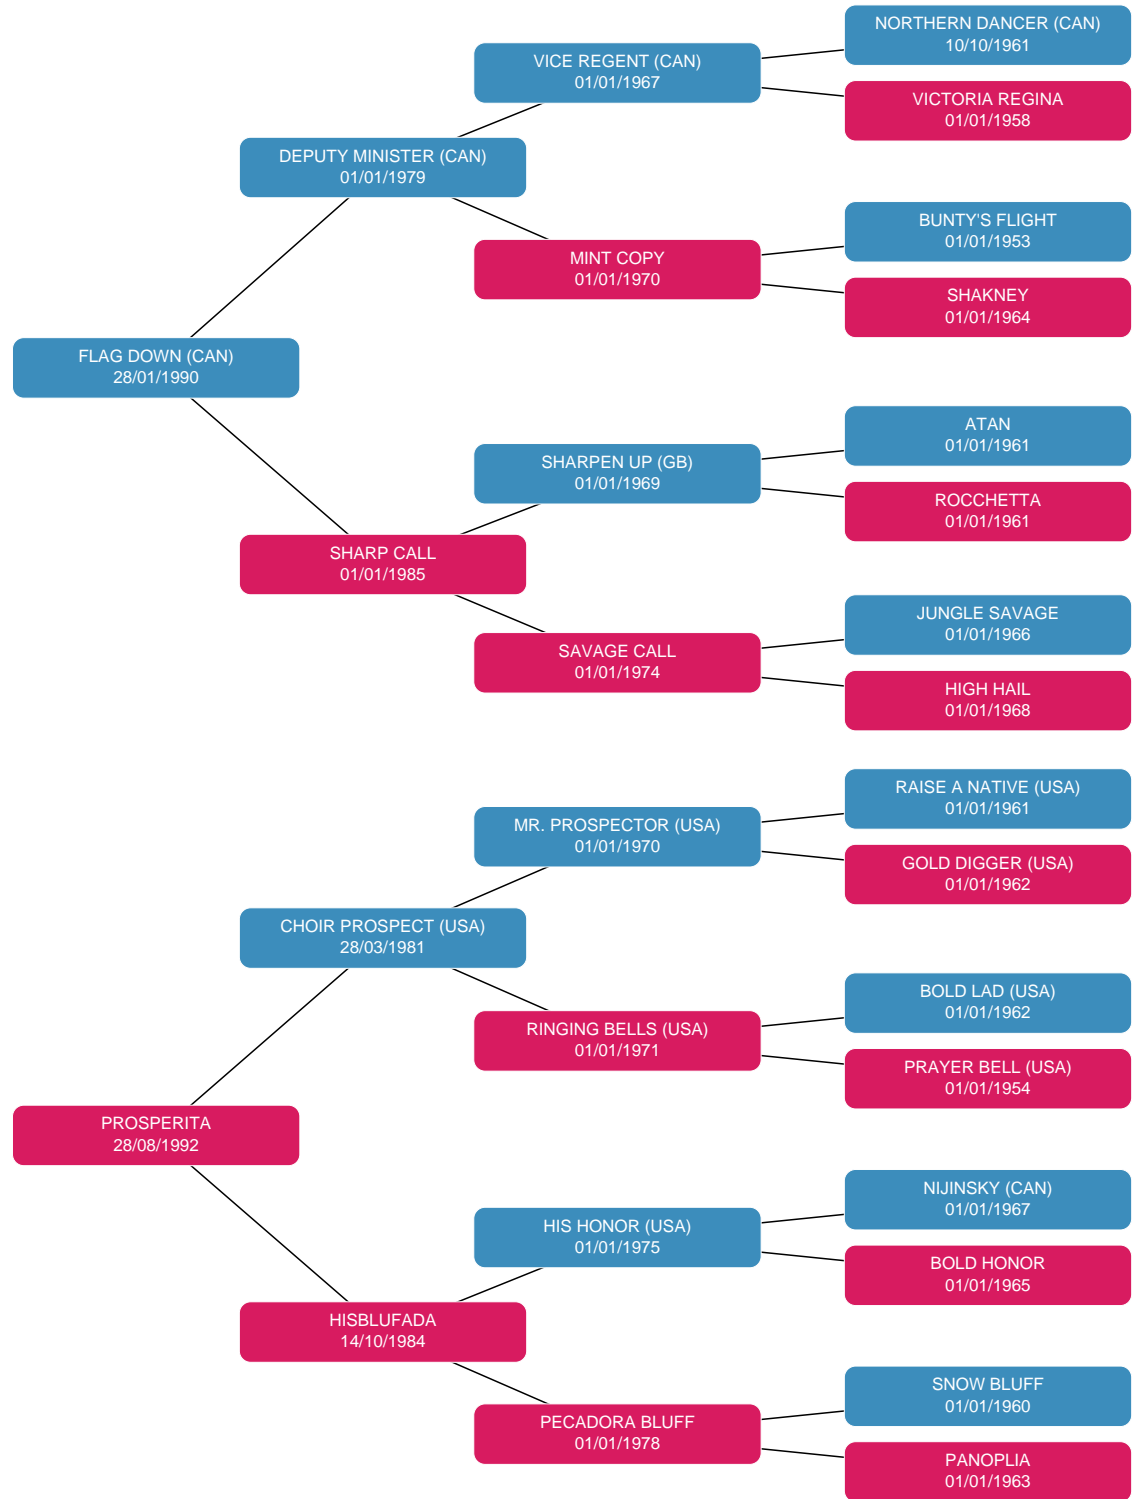 NORTHERN DANCER (CAN)
10/10/1961
VICE REGENT (CAN)
01/01/1967
VICTORIA REGINA
01/01/1958
DEPUTY MINISTER (CAN)
01/01/1979
BUNTY'S FLIGHT
01/01/1953
MINT COPY
01/01/1970
SHAKNEY
01/01/1964
FLAG DOWN (CAN)
28/01/1990
ATAN
01/01/1961
SHARPEN UP (GB)
01/01/1969
ROCCHETTA
01/01/1961
SHARP CALL
01/01/1985
JUNGLE SAVAGE
01/01/1966
SAVAGE CALL
01/01/1974
HIGH HAIL
01/01/1968
RAISE A NATIVE (USA)
01/01/1961
MR. PROSPECTOR (USA)
01/01/1970
GOLD DIGGER (USA)
01/01/1962
CHOIR PROSPECT (USA)
28/03/1981
BOLD LAD (USA)
01/01/1962
RINGING BELLS (USA)
01/01/1971
PRAYER BELL (USA)
01/01/1954
PROSPERITA
28/08/1992
NIJINSKY (CAN)
01/01/1967
HIS HONOR (USA)
01/01/1975
BOLD HONOR
01/01/1965
HISBLUFADA
14/10/1984
SNOW BLUFF
01/01/1960
PECADORA BLUFF
01/01/1978
PANOPLIA
01/01/1963